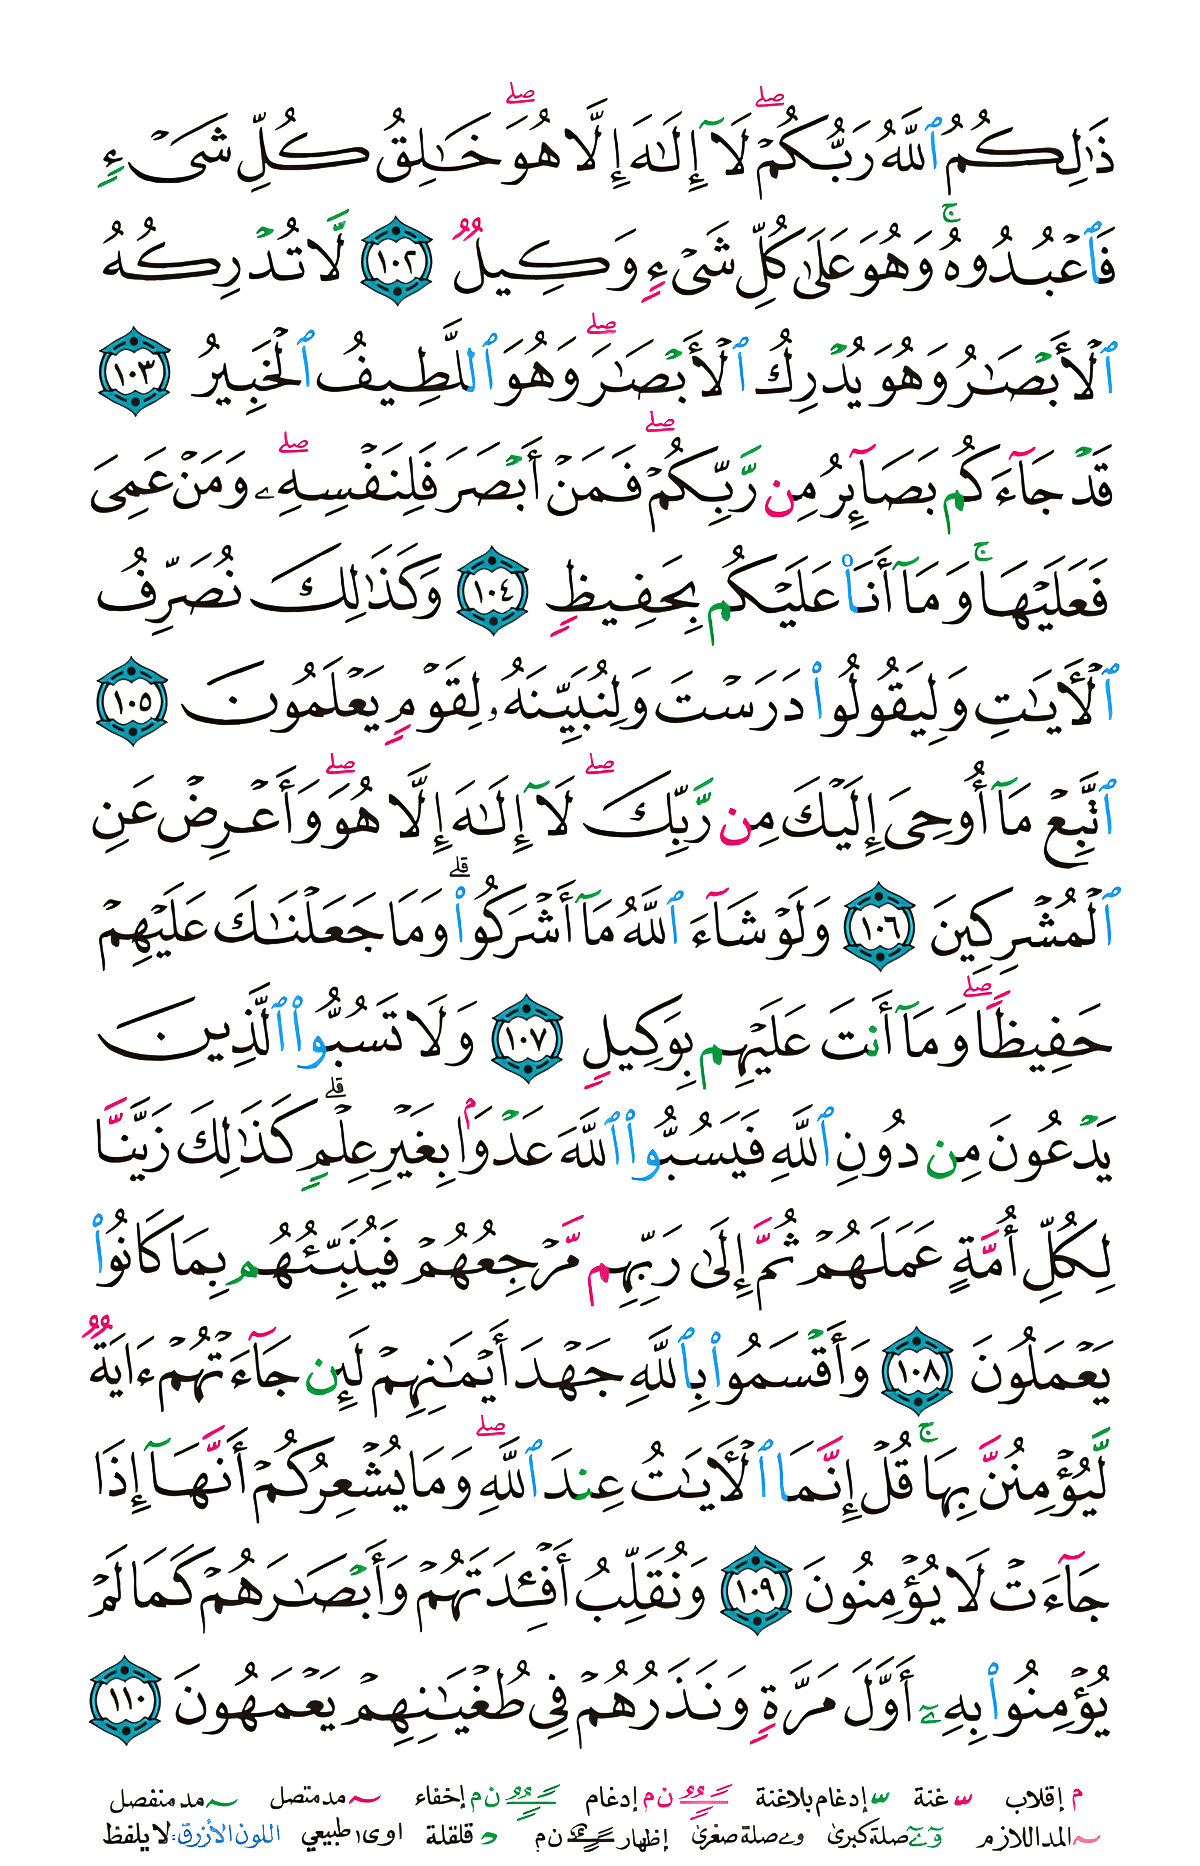 ذَٰلِكُمُ ٱللَّهُ رَبُّكُمۡۖ لَآ إِلَٰهَ إِلَّا هُوَۖ خَٰلِقُ كُلِّ شَيۡءٖ
فَٱعۡبُدُوهُۚ وَهُوَ عَلَىٰ كُلِّ شَيۡءٖ وَكِيلٞ ١٠٢ لَّا تُدۡرِكُهُ
ٱلۡأَبۡصَٰرُ وَهُوَ يُدۡرِكُ ٱلۡأَبۡصَٰرَۖ وَهُوَ ٱللَّطِيفُ ٱلۡخَبِيرُ ١٠٣
قَدۡ جَآءَكُم بَصَآئِرُ مِن رَّبِّكُمۡۖ فَمَنۡ أَبۡصَرَ فَلِنَفۡسِهِۦۖ وَمَنۡ عَمِيَ
فَعَلَيۡهَاۚ وَمَآ أَنَا۠ عَلَيۡكُم بِحَفِيظٖ ١٠٤ وَكَذَٰلِكَ نُصَرِّفُ
ٱلۡأٓيَٰتِ وَلِيَقُولُواْ دَرَسۡتَ وَلِنُبَيِّنَهُۥ لِقَوۡمٖ يَعۡلَمُونَ ١٠٥
ٱتَّبِعۡ مَآ أُوحِيَ إِلَيۡكَ مِن رَّبِّكَۖ لَآ إِلَٰهَ إِلَّا هُوَۖ وَأَعۡرِضۡ عَنِ
ٱلۡمُشۡرِكِينَ ١٠٦ وَلَوۡ شَآءَ ٱللَّهُ مَآ أَشۡرَكُواْۗ وَمَا جَعَلۡنَٰكَ عَلَيۡهِمۡ
حَفِيظٗاۖ وَمَآ أَنتَ عَلَيۡهِم بِوَكِيلٖ ١٠٧ وَلَا تَسُبُّواْ ٱلَّذِينَ
يَدۡعُونَ مِن دُونِ ٱللَّهِ فَيَسُبُّواْ ٱللَّهَ عَدۡوَۢا بِغَيۡرِ عِلۡمٖۗ كَذَٰلِكَ زَيَّنَّا
لِكُلِّ أُمَّةٍ عَمَلَهُمۡ ثُمَّ إِلَىٰ رَبِّهِم مَّرۡجِعُهُمۡ فَيُنَبِّئُهُم بِمَا كَانُواْ
يَعۡمَلُونَ ١٠٨ وَأَقۡسَمُواْ بِٱللَّهِ جَهۡدَ أَيۡمَٰنِهِمۡ لَئِن جَآءَتۡهُمۡ ءَايَةٞ
لَّيُؤۡمِنُنَّ بِهَاۚ قُلۡ إِنَّمَا ٱلۡأٓيَٰتُ عِندَ ٱللَّهِۖ وَمَا يُشۡعِرُكُمۡ أَنَّهَآ إِذَا
جَآءَتۡ لَا يُؤۡمِنُونَ ١٠٩ وَنُقَلِّبُ أَفۡـِٔدَتَهُمۡ وَأَبۡصَٰرَهُمۡ كَمَا لَمۡ
يُؤۡمِنُواْ بِهِۦٓ أَوَّلَ مَرَّةٖ وَنَذَرُهُمۡ فِي طُغۡيَٰنِهِمۡ يَعۡمَهُونَ ١١٠
م إقلاب ّ غنة ّ إدغام بلاغنة ن م إدغام ن م إخفاء ~ مد متصل ~ مد منفصل
~ المد اللازم ~ صلة كبرى و ے صلة صغرى إظهار ن م قلقلة ا و ى طبيعي اللون الأزرق: لا يلفظ